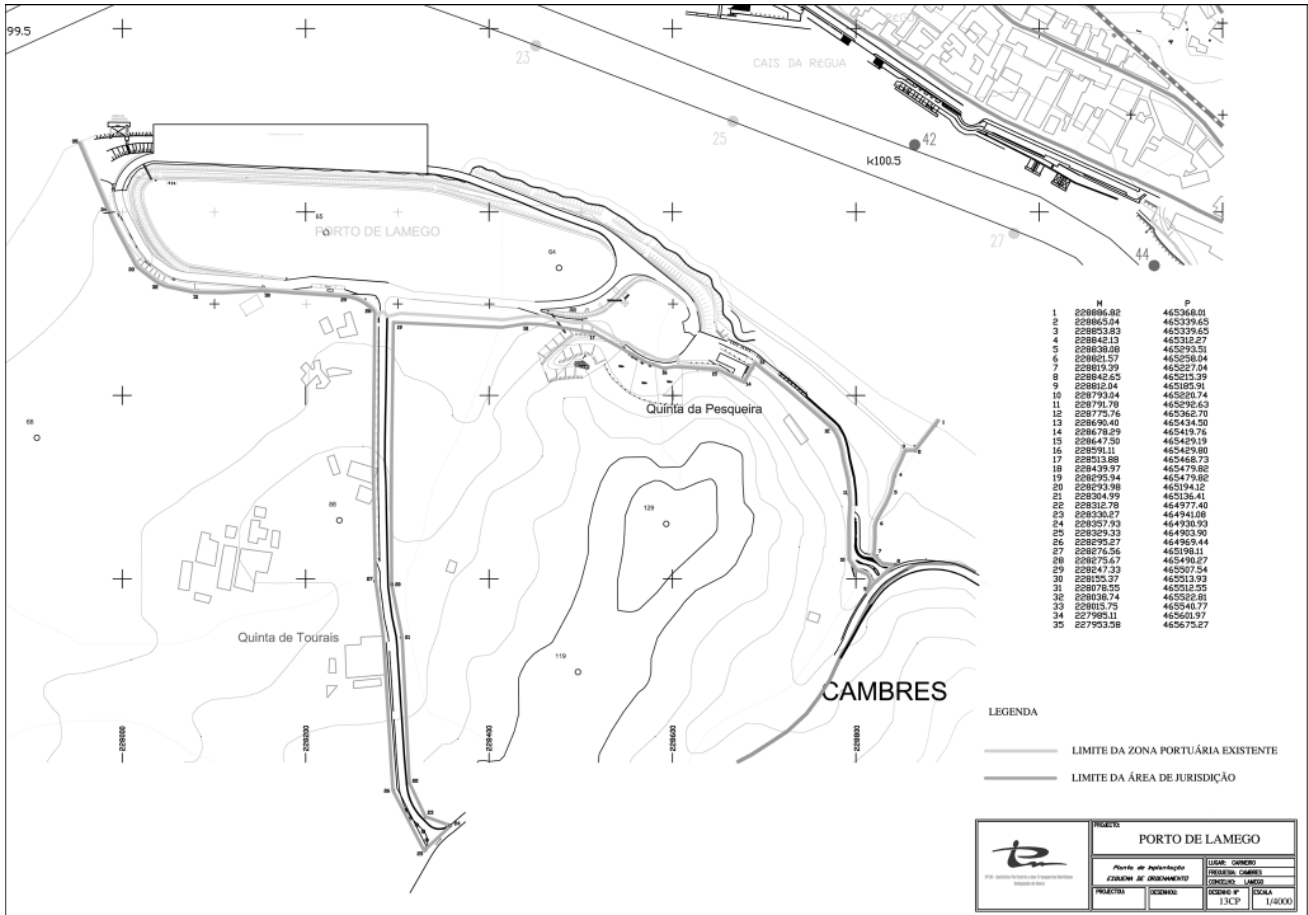 99.5
23
CAIS DA RÉGUA
25
42
k100.5
27
44
65
PORTO DE LAMEGO
64
Quinta da Pesqueira
88
88
129
119
Quinta de Tourais
CAMBRES
228000
228200
228400
228600
228800
M P
1 228886.82 465368.01
2 228865.04 465339.65
3 228853.83 465339.65
4 228842.13 465312.27
5 228838.08 465293.51
6 228821.57 465258.04
7 228819.39 465227.04
8 228842.65 465215.39
9 228812.04 465185.91
10 228793.04 465220.74
11 228791.78 465292.63
12 228775.76 465362.70
13 228690.40 465434.50
14 228678.29 465419.76
15 228647.50 465429.19
16 228591.11 465429.80
17 228513.88 465468.73
18 228439.97 465479.82
19 228295.94 465479.82
20 228293.98 465194.12
21 228304.99 465136.41
22 228312.78 464977.40
23 228330.27 464941.08
24 228357.93 464930.93
25 228329.33 464903.90
26 228295.27 464969.44
27 228276.56 465198.11
28 228275.67 465490.27
29 228247.33 465507.54
30 228155.37 465513.93
31 228078.55 465512.55
32 228038.74 465522.81
33 228015.75 465540.77
34 227985.11 465601.97
35 227953.58 465675.27
LEGENDA
LIMITE DA ZONA PORTUÁRIA EXISTENTE
LIMITE DA ÁREA DE JURISDIÇÃO
PROJECTO:
PORTO DE LAMEGO
Planta de Implantação
ESQUEMA DE ORDENAMENTO
LUGAR: CARNEIRO
FREGUESIA: CAMBRES
CONCELHO: LAMEGO
PROJECTOU: DESENHOU:
DESENHO Nº
13CP
ESCALA
1/4000